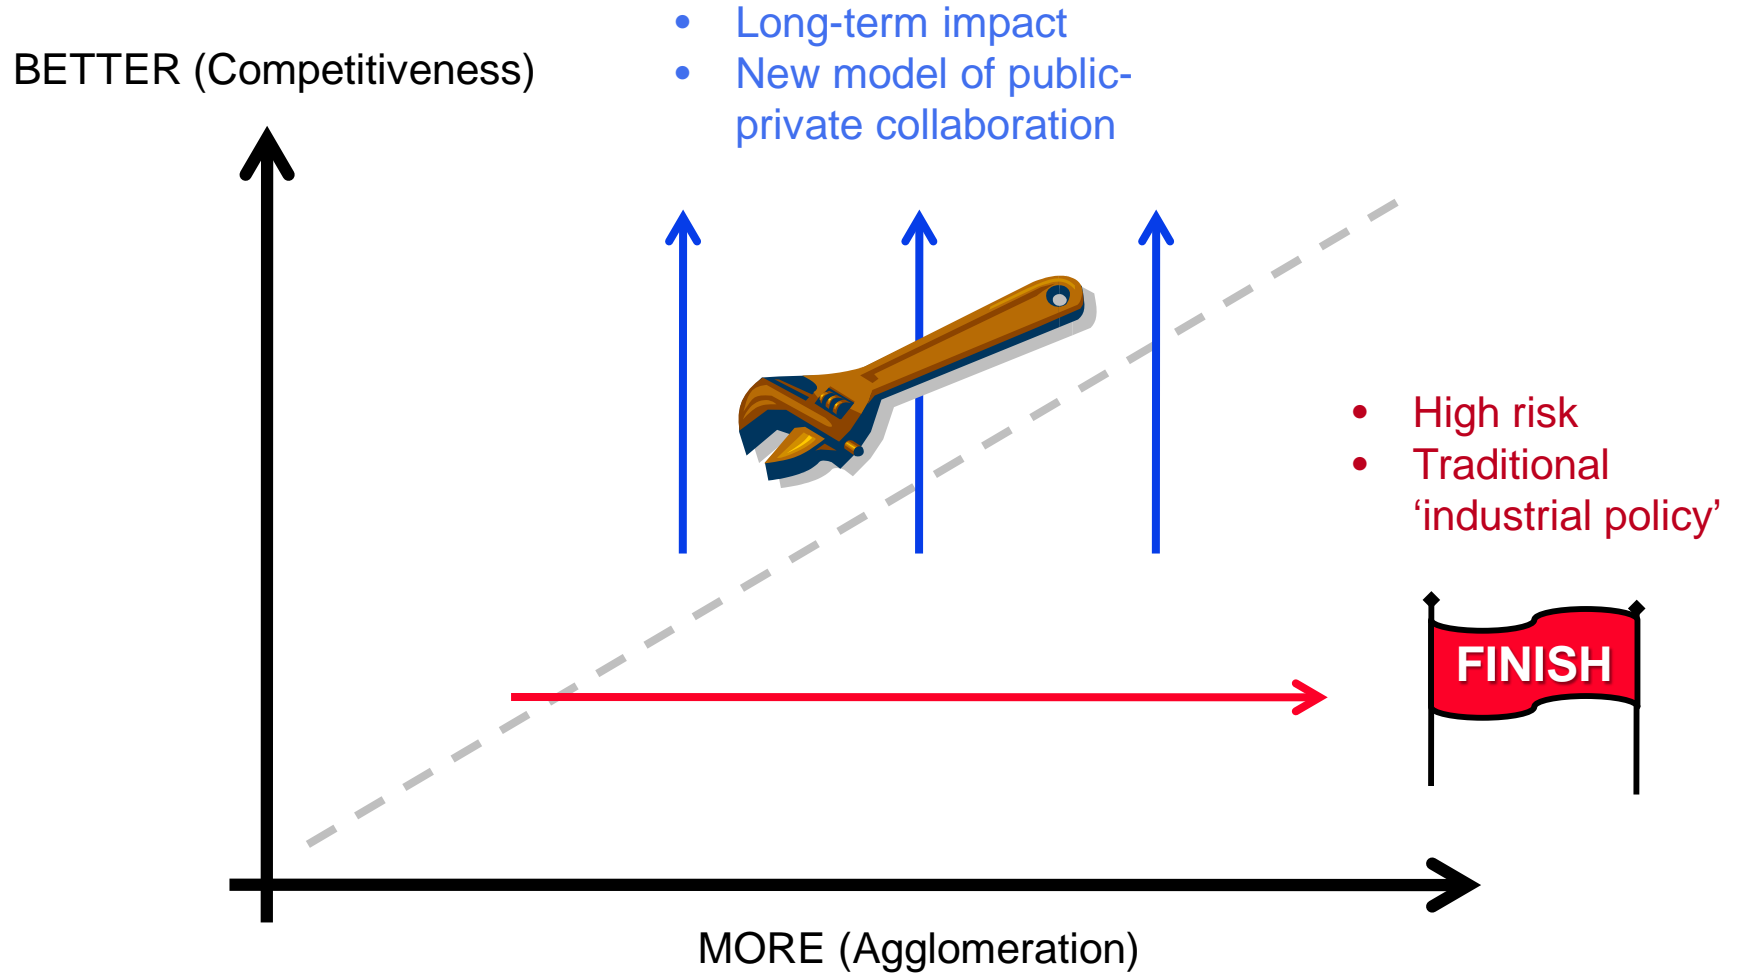 • Long-term impact
BETTER (Competitiveness)
• New model of public-
private collaboration
• High risk
• Traditional
‘industrial policy’
FINISH
MORE (Agglomeration)